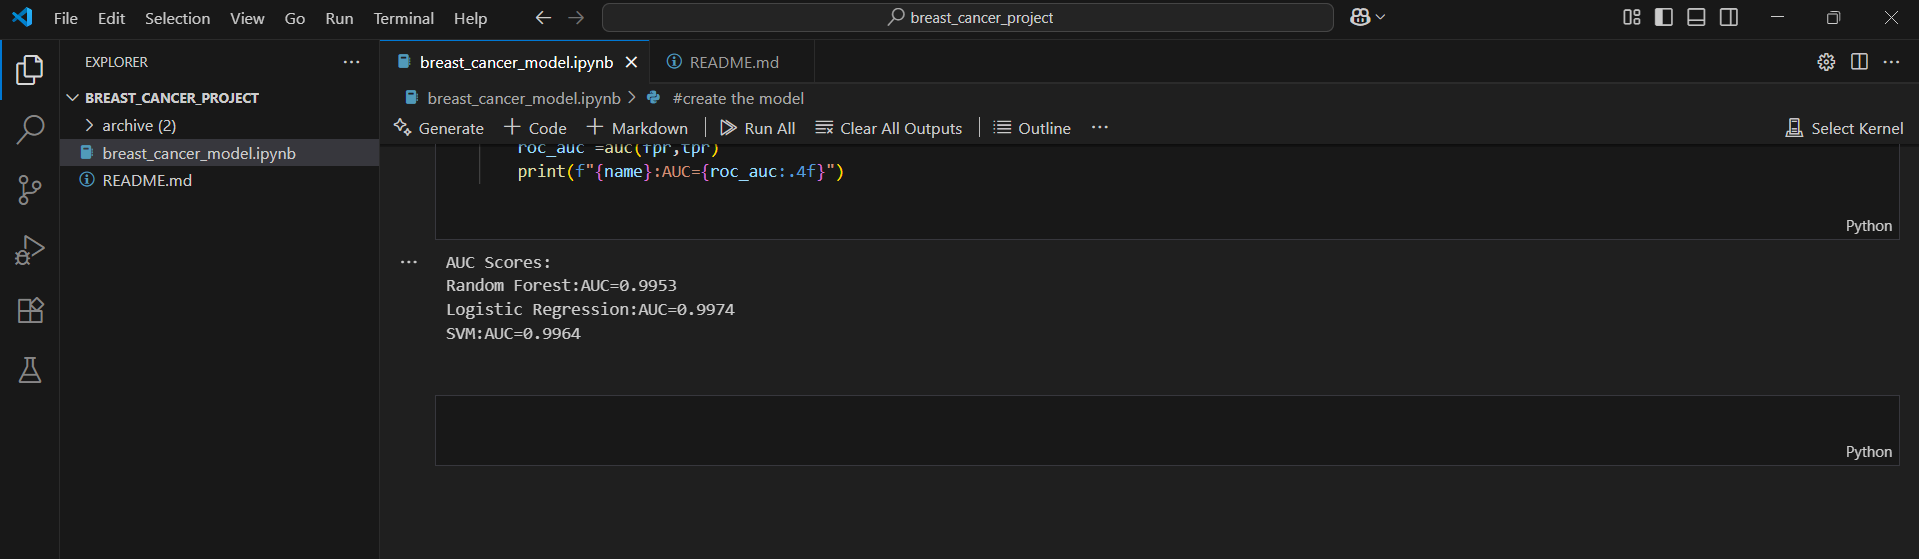 File Edit Selection View Go Run Terminal Help
breast_cancer_project
EXPLORER
BREAST_CANCER_PROJECT
archive (2)
breast_cancer_model.ipynb
README.md
breast_cancer_model.ipynb
README.md
breast_cancer_model.ipynb > #create the model
Generate + Code + Markdown Run All Clear All Outputs Outline ...
Select Kernel
roc_auc =auc(fpr,tpr)
print(f"{name}:AUC={roc_auc:.4f}")
Python
AUC Scores:
Random Forest:AUC=0.9953
Logistic Regression:AUC=0.9974
SVM:AUC=0.9964
Python